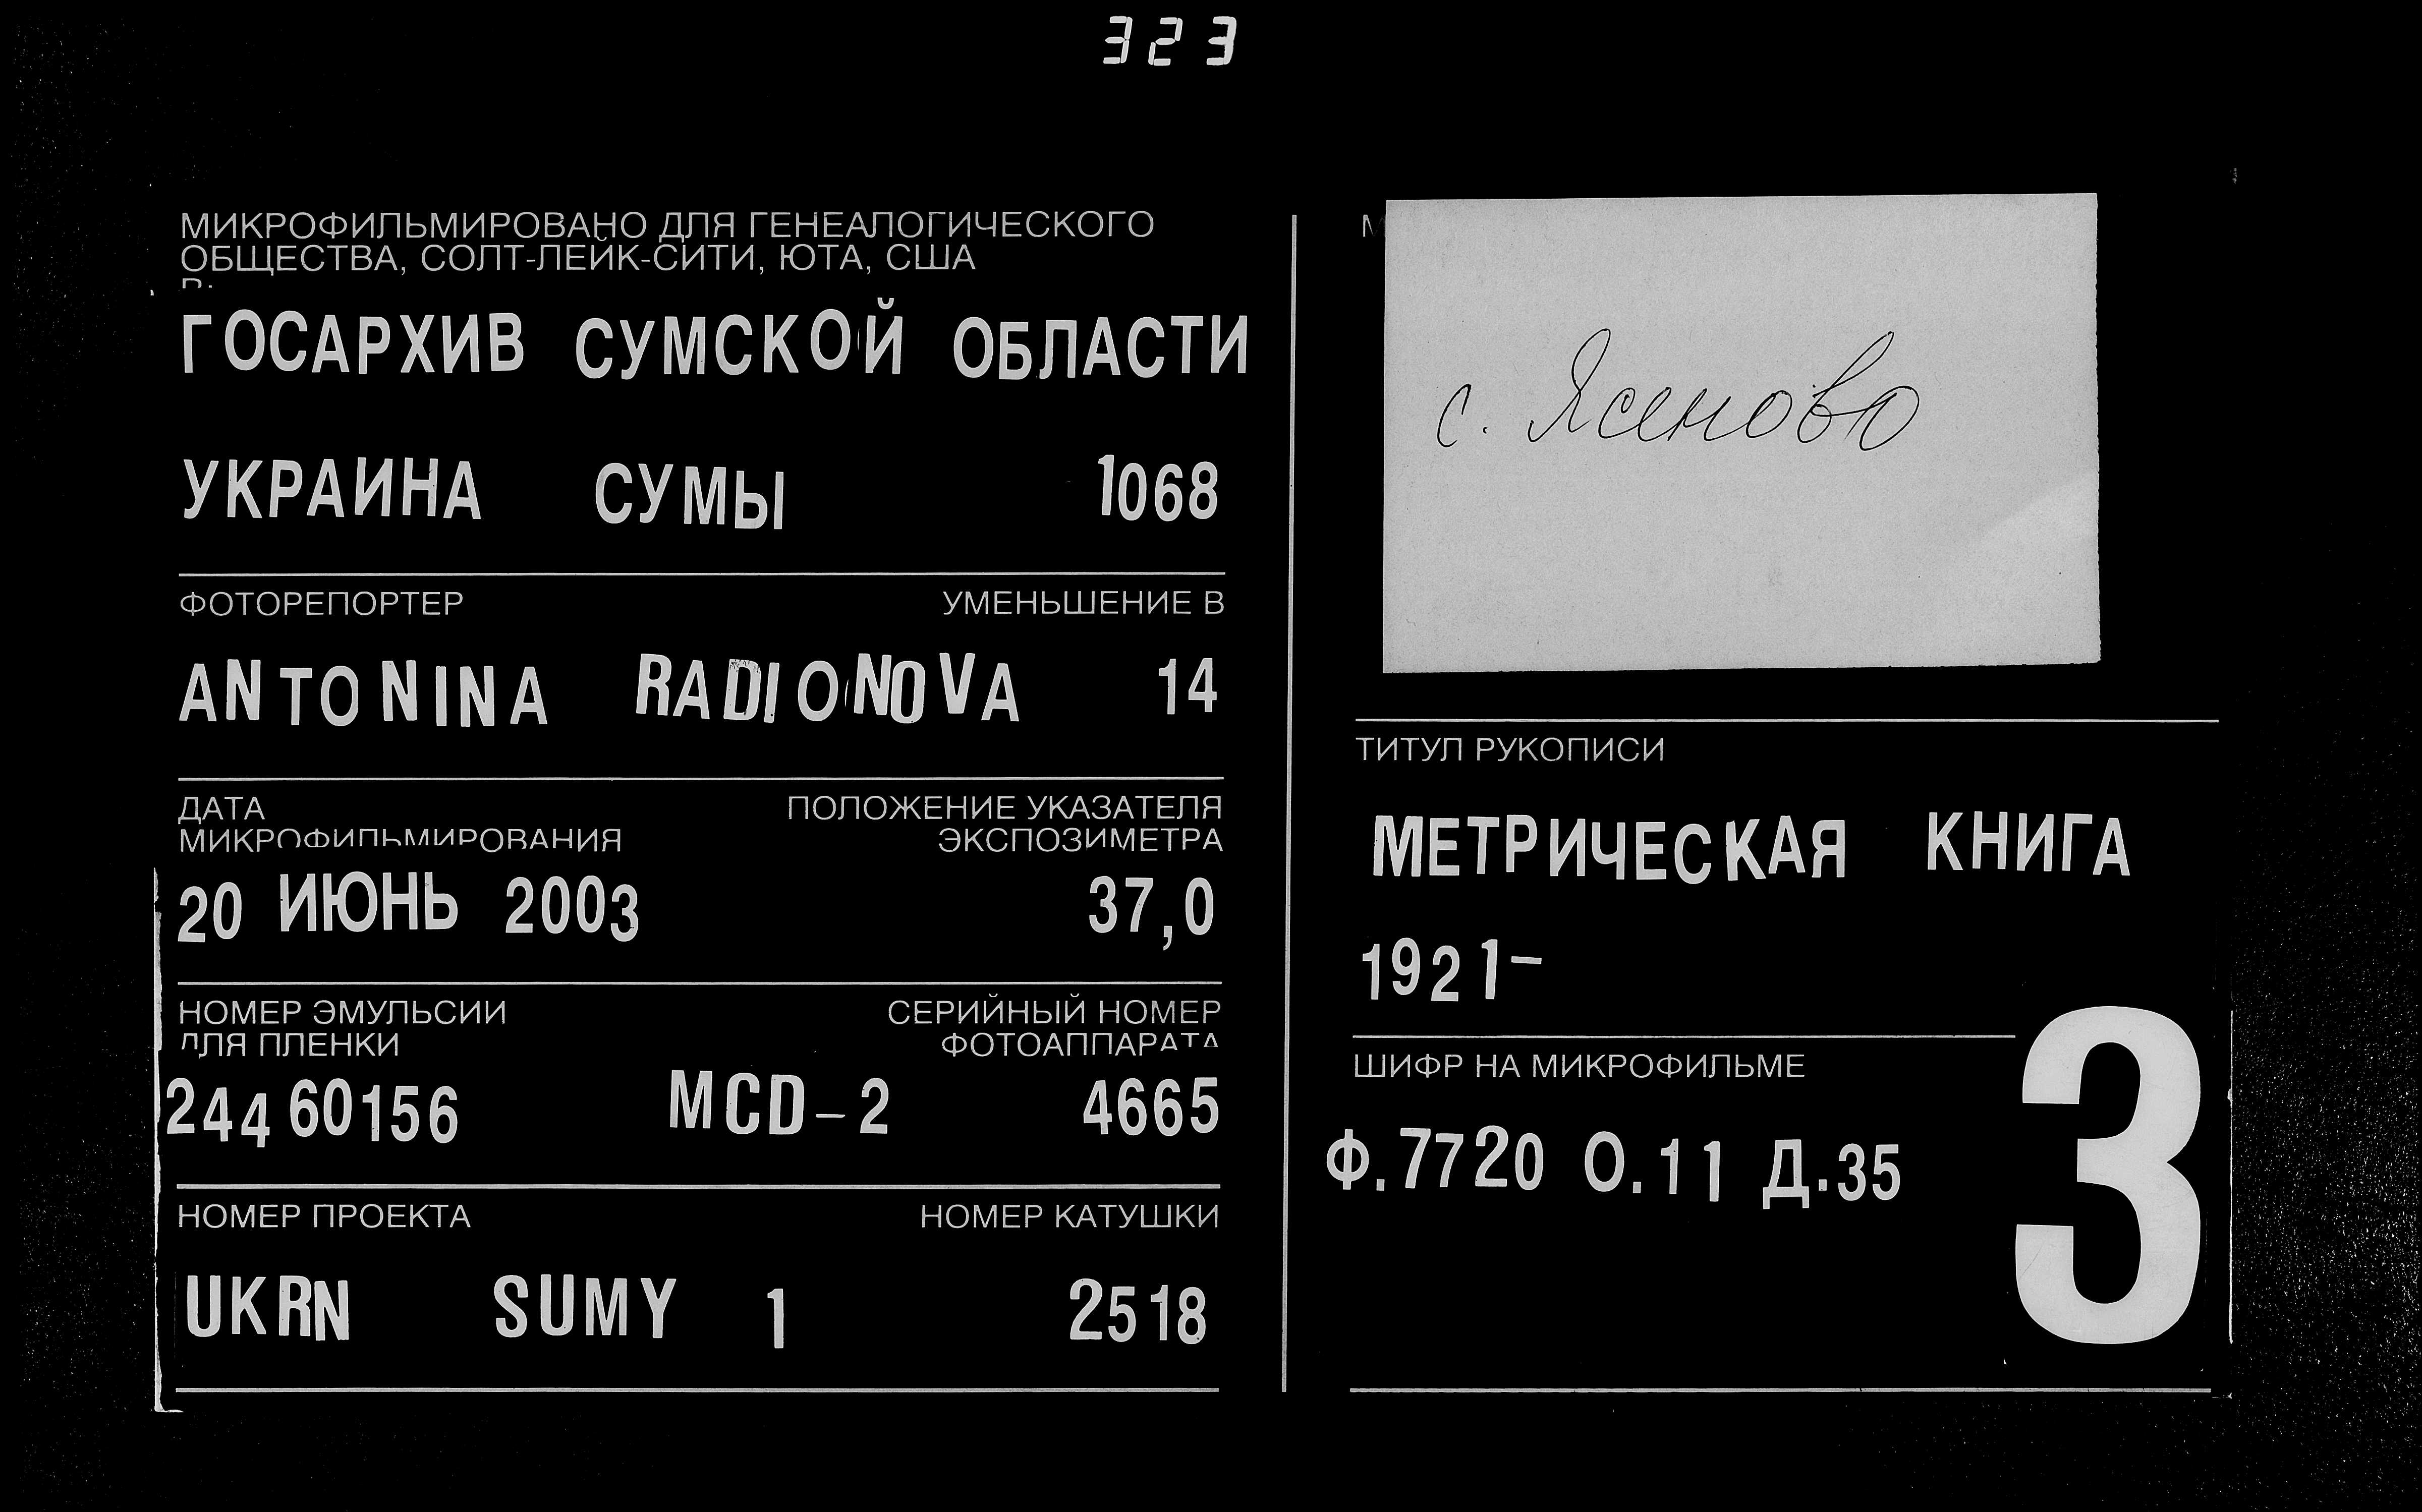 323
МИКРОФИЛЬМИРОВАНО ДЛЯ ГЕНЕАЛОГИЧЕСКОГО
ОБЩЕСТВА, СОЛТ-ЛЕЙК-СИТИ, ЮТА, США
ГОСАРХИВ СУМСКОЙ ОБЛАСТИ
УКРАИНА СУМЫ 1068
ФОТОРЕПОРТЕР УМЕНЬШЕНИЕ В
ANTONINA RADIONOVA 14
ДАТА ПОЛОЖЕНИЕ УКАЗАТЕЛЯ
МИКРОФИЛЬМИРОВАНИЯ ЭКСПОЗИМЕТРА
20 ИЮНЬ 2003 37,0
НОМЕР ЭМУЛЬСИИ СЕРИЙНЫЙ НОМЕР
ДЛЯ ПЛЕНКИ ФОТОАППАРАТА
24460156 MCD-2 4665
НОМЕР ПРОЕКТА НОМЕР КАТУШКИ
UKRN SUMY 1 2518
с. Ясеново
ТИТУЛ РУКОПИСИ
МЕТРИЧЕСКАЯ КНИГА
1921-
ШИФР НА МИКРОФИЛЬМЕ
Ф.7720 О.11 Д.35
3